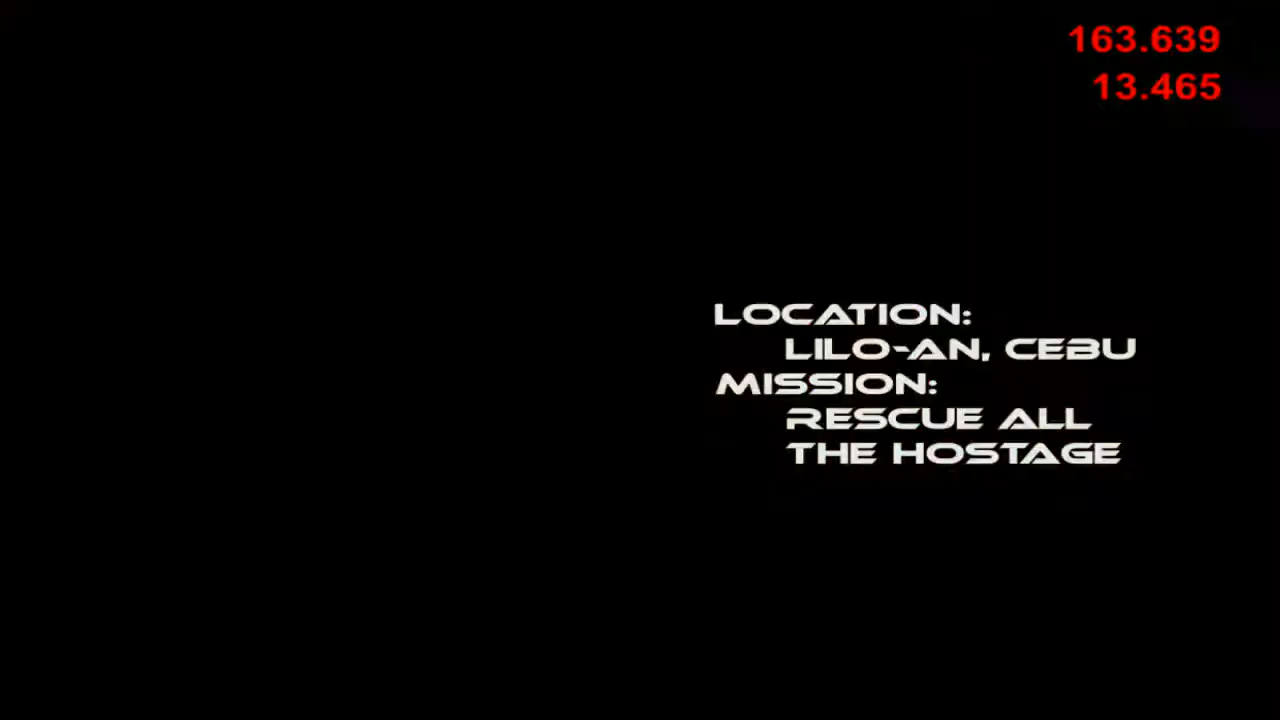 163.639
13.465
LOCATION:
LILO-AN, CEBU
MISSION:
RESCUE ALL
THE HOSTAGE